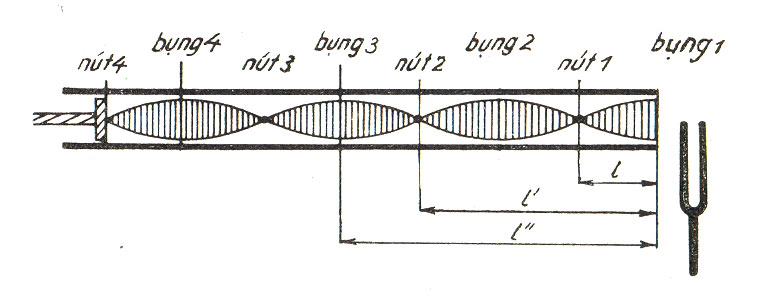 nút4 bụng4 nút3 bụng3 nút2 bụng2 nút1 bụng1
l
l'
l"